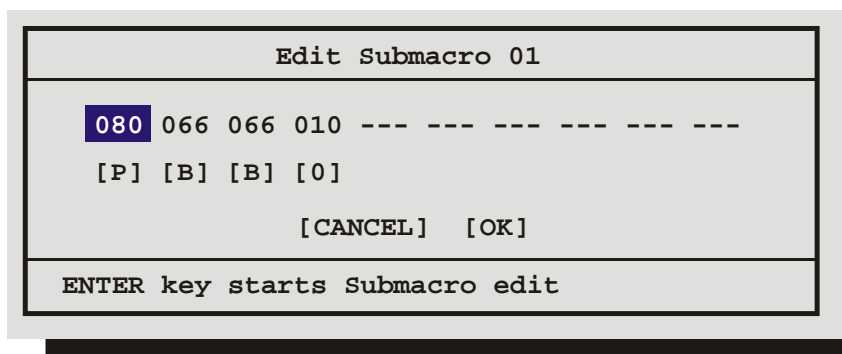 Edit Submacro 01
080 066 066 010 --- --- --- --- --- ---
[P] [B] [B] [0]
[CANCEL] [OK]
ENTER key starts Submacro edit